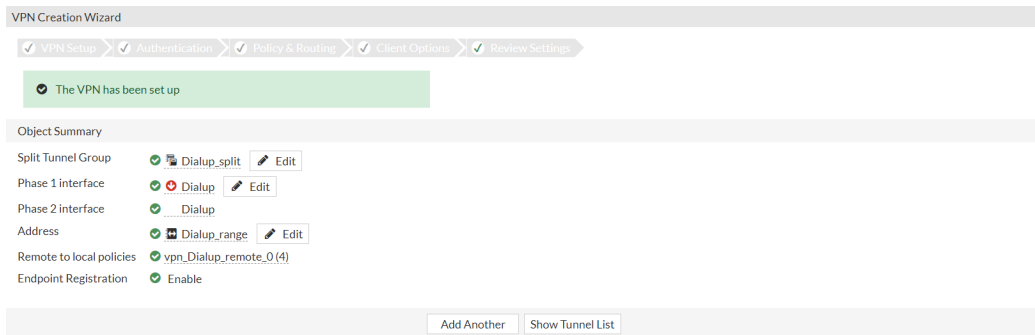 VPN Creation Wizard
VPN Setup Authentication Policy & Routing Client Options Review Settings
The VPN has been set up
Object Summary
Split Tunnel Group Dialup_split Edit
Phase 1 interface Dialup Edit
Phase 2 interface Dialup
Address Dialup_range Edit
Remote to local policies vpn_Dialup_remote_0 (4)
Endpoint Registration Enable
Add Another Show Tunnel List